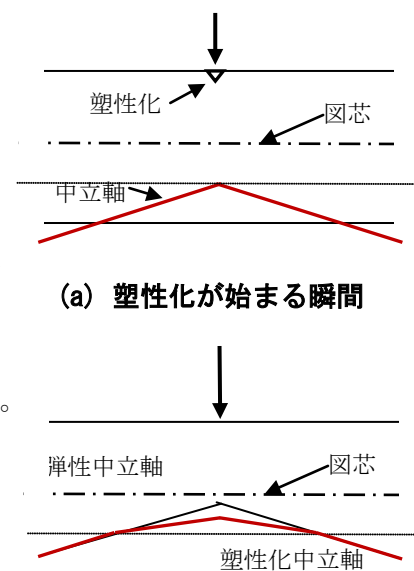 塑性化
図芯
中立軸
(a) 塑性化が始まる瞬間
。
弾性中立軸
図芯
塑性化中立軸